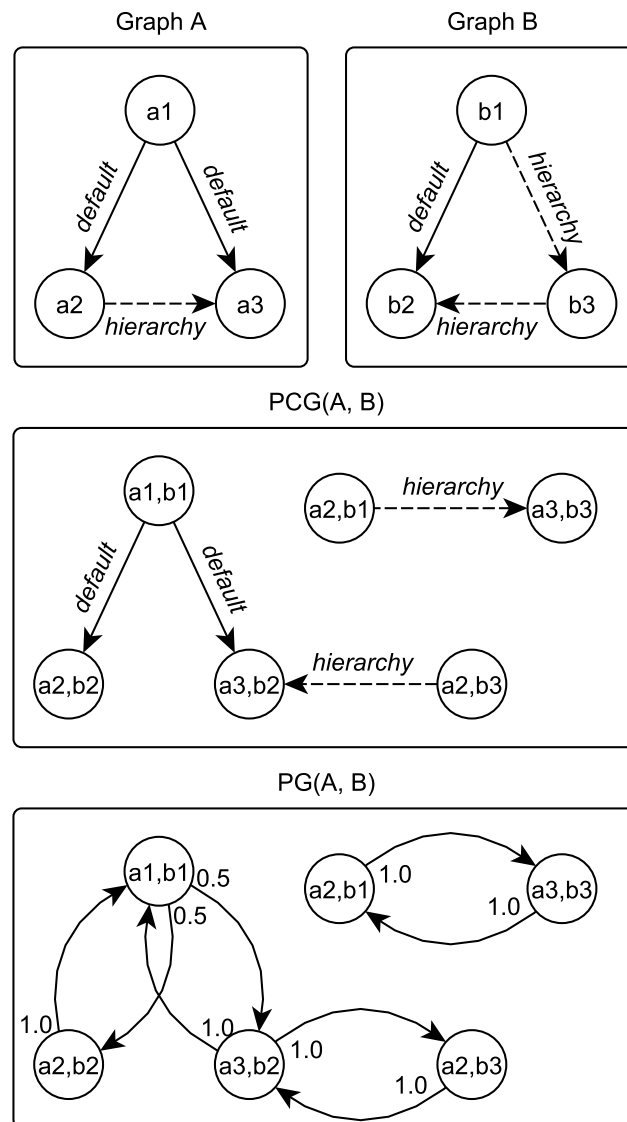 Graph A
Graph B
a1
b1
default
default
default
hierarchy
a2
a3
b2
b3
hierarchy
hierarchy
PCG(A, B)
a1,b1
a2,b1
hierarchy
a3,b3
default
default
a2,b2
a3,b2
hierarchy
a2,b3
PG(A, B)
a1,b1
0.5
0.5
a2,b1
1.0
1.0
a3,b3
1.0
a2,b2
1.0
a3,b2
1.0
1.0
a2,b3